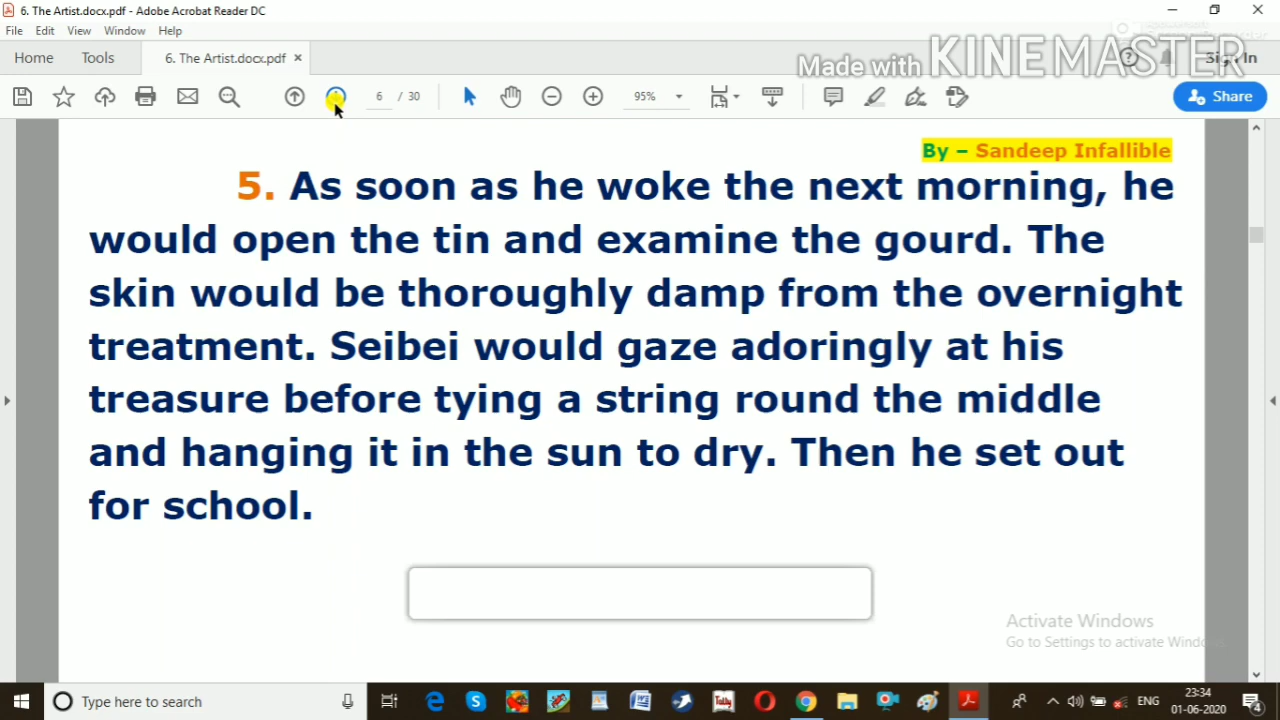 6. The Artist.docx.pdf - Adobe Acrobat Reader DC
File Edit View Window Help
Made with KINEMASTER
Home Tools 6. The Artist.docx.pdf × Sign In
6 / 30 95% Share
By – Sandeep Infallible
5. As soon as he woke the next morning, he
would open the tin and examine the gourd. The
skin would be thoroughly damp from the overnight
treatment. Seibei would gaze adoringly at his
treasure before tying a string round the middle
and hanging it in the sun to dry. Then he set out
for school.
Activate Windows
Go to Settings to activate Windows.
Type here to search
ENG
23:34
01-06-2020
4